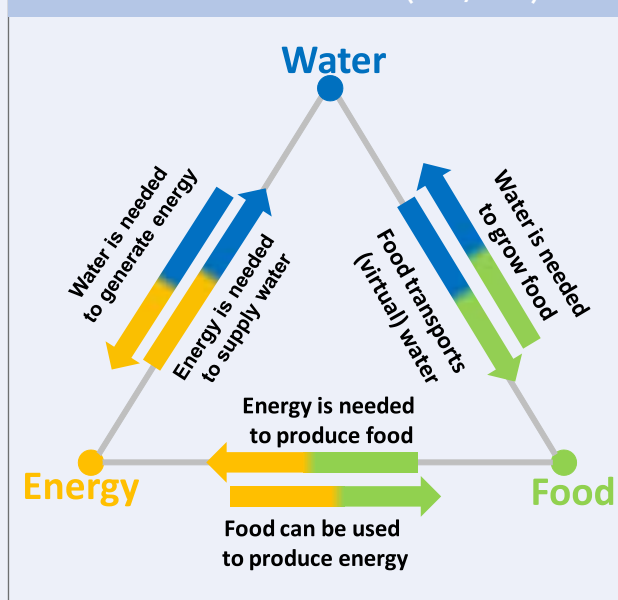 Water
Water is needed
to generate energy
Energy is needed
to supply water
Food transports
(virtual) water
Water is needed
to grow food
Energy is needed
to produce food
Energy
Food
Food can be used
to produce energy